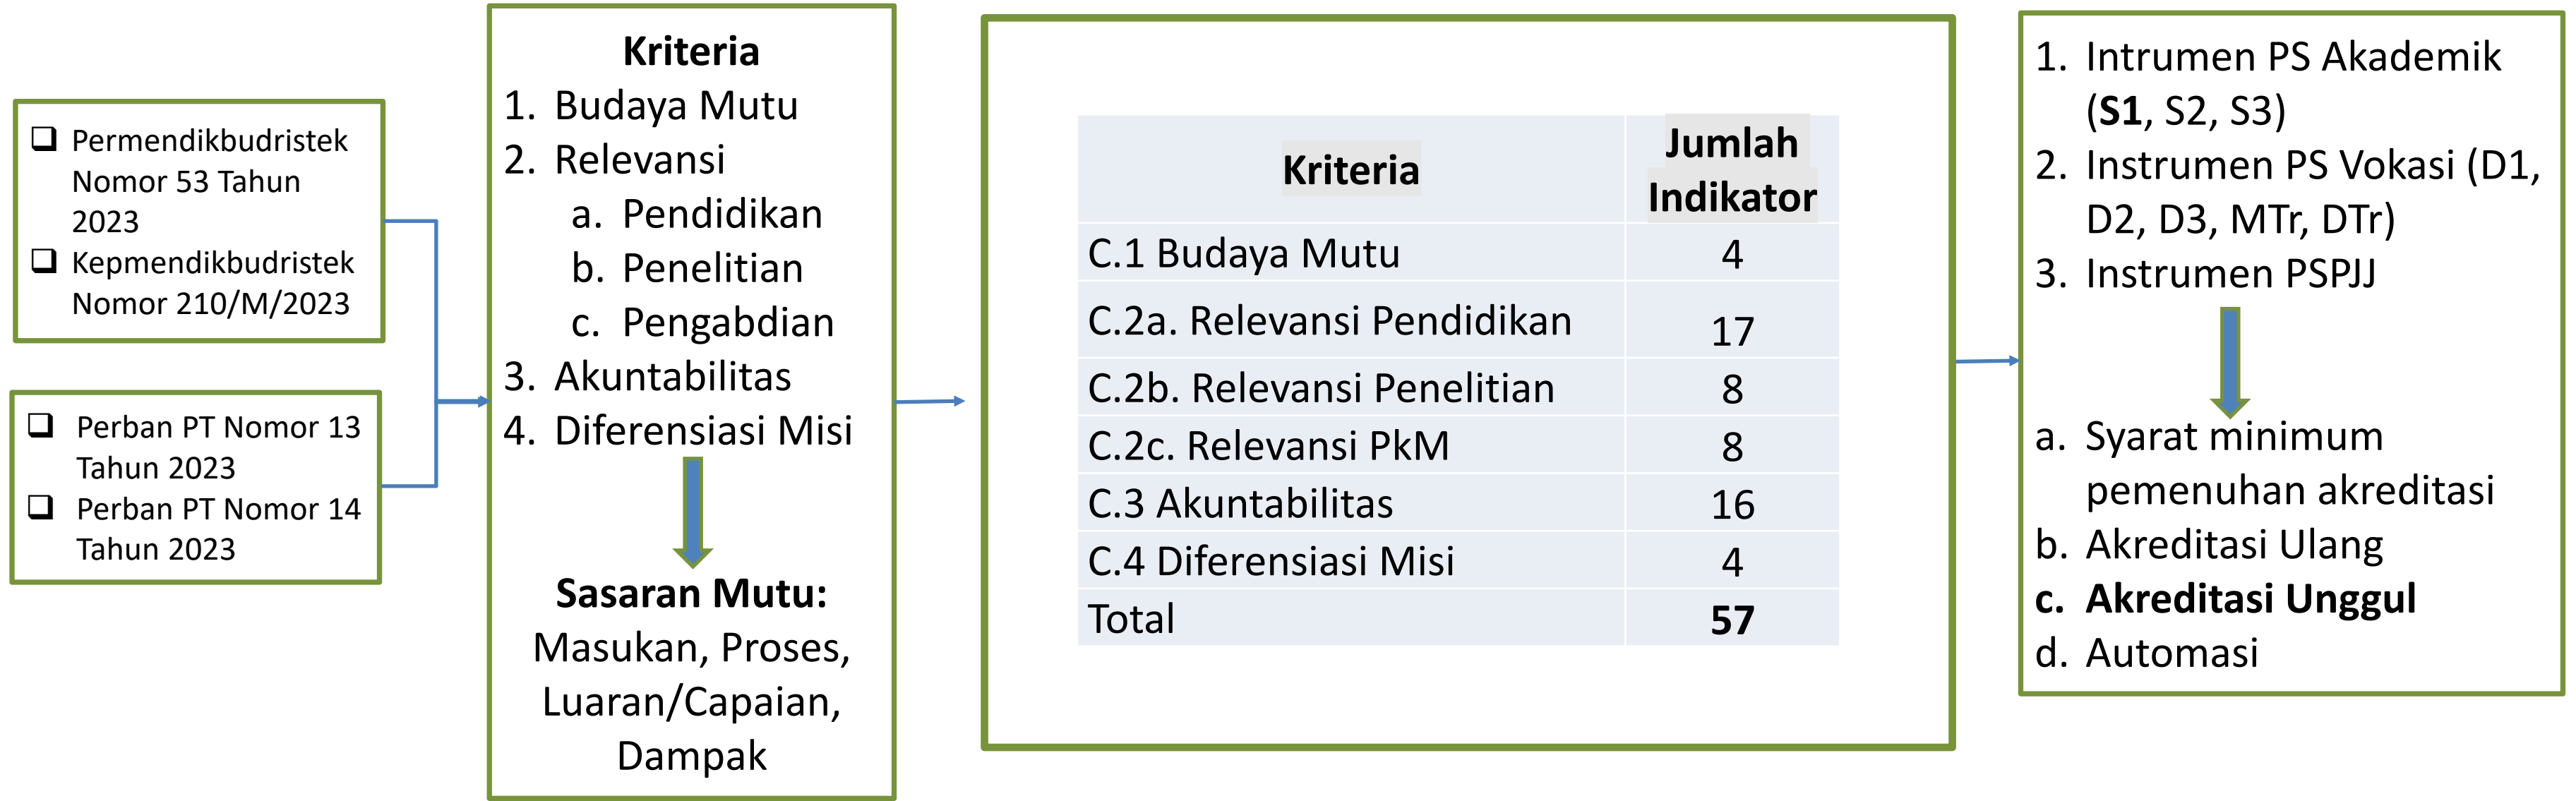 ❑ Permendikbudristek
Nomor 53 Tahun
2023
❑ Kepmendikbudristek
Nomor 210/M/2023
❑ Perban PT Nomor 13
Tahun 2023
❑ Perban PT Nomor 14
Tahun 2023
Kriteria
1. Budaya Mutu
2. Relevansi
a. Pendidikan
b. Penelitian
c. Pengabdian
3. Akuntabilitas
4. Diferensiasi Misi
Sasaran Mutu:
Masukan, Proses,
Luaran/Capaian,
Dampak
Kriteria
Jumlah
Indikator
C.1 Budaya Mutu 4
C.2a. Relevansi Pendidikan 17
C.2b. Relevansi Penelitian 8
C.2c. Relevansi PkM 8
C.3 Akuntabilitas 16
C.4 Diferensiasi Misi 4
Total 57
1. Intrumen PS Akademik
(S1, S2, S3)
2. Instrumen PS Vokasi (D1,
D2, D3, MTr, DTr)
3. Instrumen PSPJJ
a. Syarat minimum
pemenuhan akreditasi
b. Akreditasi Ulang
c. Akreditasi Unggul
d. Automasi